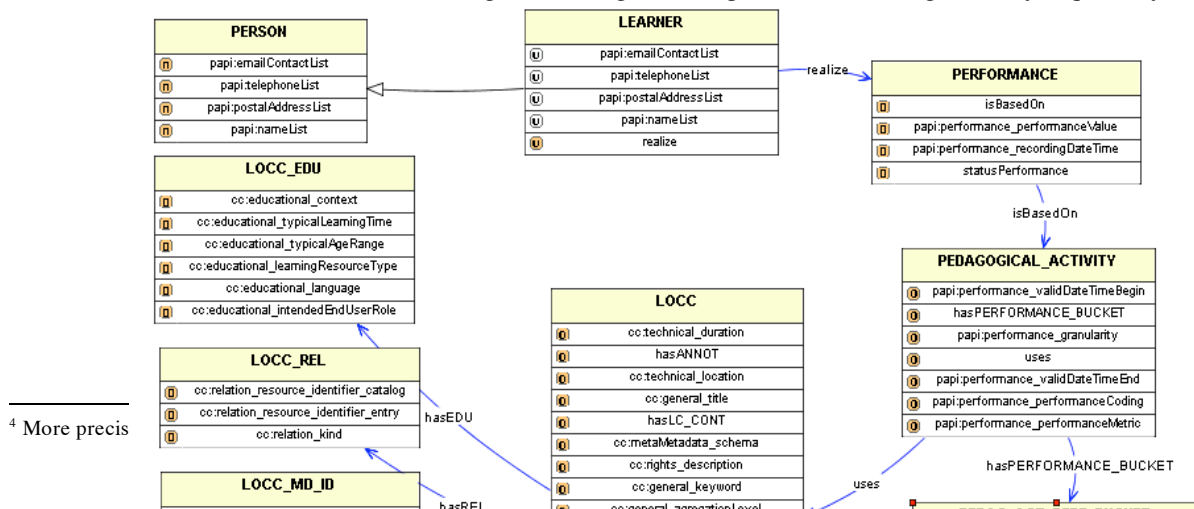 PERSON
papi:emailContactList
papi:telephoneList
papi:postalAddressList
papi:nameList
LEARNER
papi:emailContactList
papi:telephoneList
papi:postalAddressList
papi:nameList
realize
realize
PERFORMANCE
isBasedOn
papi:performance_performanceValue
papi:performance_recordingDateTime
statusPerformance
isBasedOn
LOCC_EDU
cc:educational_context
cc:educational_typicalLearningTime
cc:educational_typicalAgeRange
cc:educational_learningResourceType
cc:educational_language
cc:educational_intendedEndUserRole
PEDAGOGICAL_ACTIVITY
papi:performance_validDateTimeBegin
hasPERFORMANCE_BUCKET
papi:performance_granularity
uses
papi:performance_validDateTimeEnd
papi:performance_performanceCoding
papi:performance_performanceMetric
LOCC
cc:technical_duration
hasANNOT
cc:technical_location
cc:general_title
hasLC_CONT
cc:metaMetadata_schema
cc:rights_description
cc:general_keyword
cc:general_agregationLevel
LOCC_REL
cc:relation_resource_identifier_catalog
cc:relation_resource_identifier_entry
cc:relation_kind
hasEDU
4 More precis
LOCC_MD_ID
hasREL
uses
hasPERFORMANCE_BUCKET